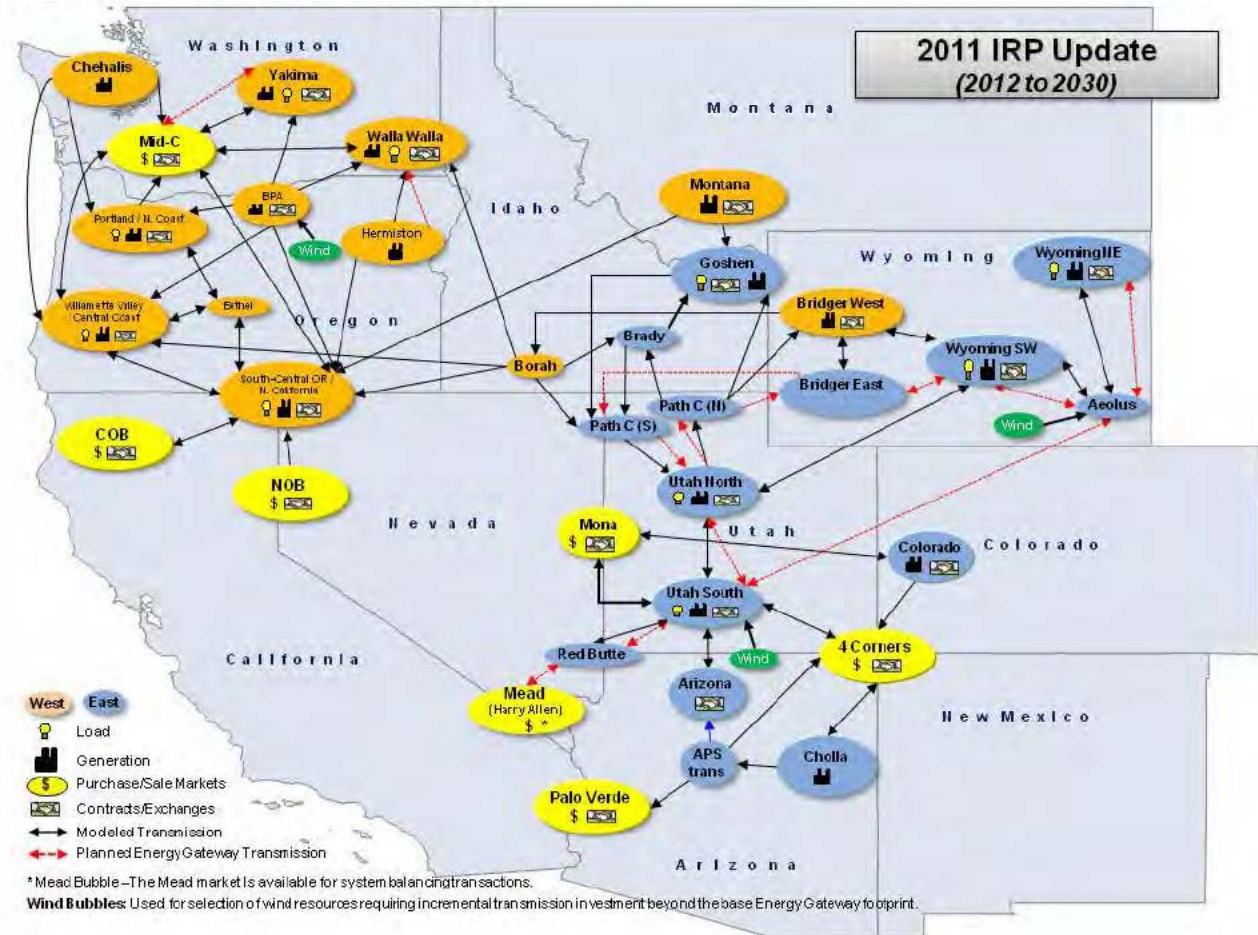 2011 IRP Update
(2012 to 2030)
Washington
Chehalis
Yakima
Montana
Mid-C
$
Walla Walla
Montana
BPA
Portland / N. Coast
Idaho
Hermiston
Wind
Goshen
Wyoming
Wyoming NE
Willamette Valley
/ Central Coast
Bethel
Oregon
Bridger West
Brady
Wyoming SW
Borah
South-Central OR /
N. California
Bridger East
Path C (N)
Aeolus
Path C (S)
Wind
COB
$
NOB
$
Utah North
Nevada
Mona
$
Utah
Colorado
Colorado
Utah South
Red Butte
Wind
4 Corners
$
California
Arizona
Mead
(Harry Allen)
$ *
New Mexico
APS
trans
Cholla
Palo Verde
$
Arizona
West East
Load
Generation
$ Purchase/Sale Markets
Contracts/Exchanges
Modeled Transmission
Planned Energy Gateway Transmission
* Mead Bubble – The Mead market is available for system balancing transactions.
Wind Bubbles: Used for selection of wind resources requiring incremental transmission investment beyond the base Energy Gateway footprint.